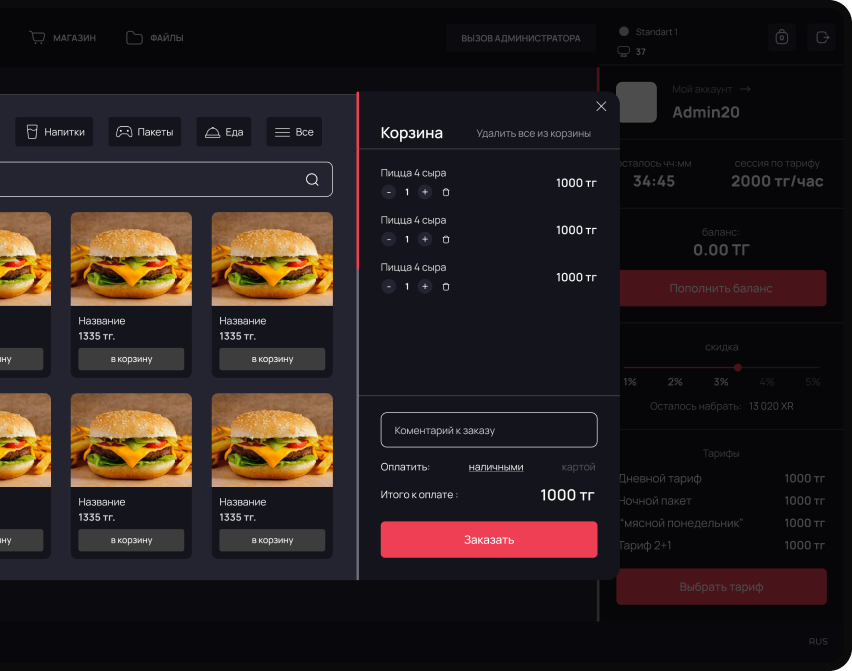 МАГАЗИН
ФАЙЛЫ
ВЫЗОВ АДМИНИСТРАТОРА
Standart 1
37
Напитки
Пакеты
Еда
Все
Название
1335 тг.
в корзину
Название
1335 тг.
в корзину
Название
1335 тг.
в корзину
Название
1335 тг.
в корзину
Корзина
Удалить все из корзины
Пицца 4 сыра
- 1 +
1000 тг
Пицца 4 сыра
- 1 +
1000 тг
Пицца 4 сыра
- 1 +
1000 тг
Коментарий к заказу
Оплатить: наличными картой
Итого к оплате : 1000 тг
Заказать
Мой аккаунт →
Admin20
осталось чч:мм
34:45
сессия по тарифу
2000 тг/час
баланс:
0.00 ТГ
Пополнить баланс
скидка
1% 2% 3% 4% 5%
Осталось набрать: 13 020 XR
Тарифы
Дневной тариф 1000 тг
Ночной пакет 1000 тг
"мясной понедельник" 1000 тг
Тариф 2+1 1000 тг
Выбрать тариф
RUS